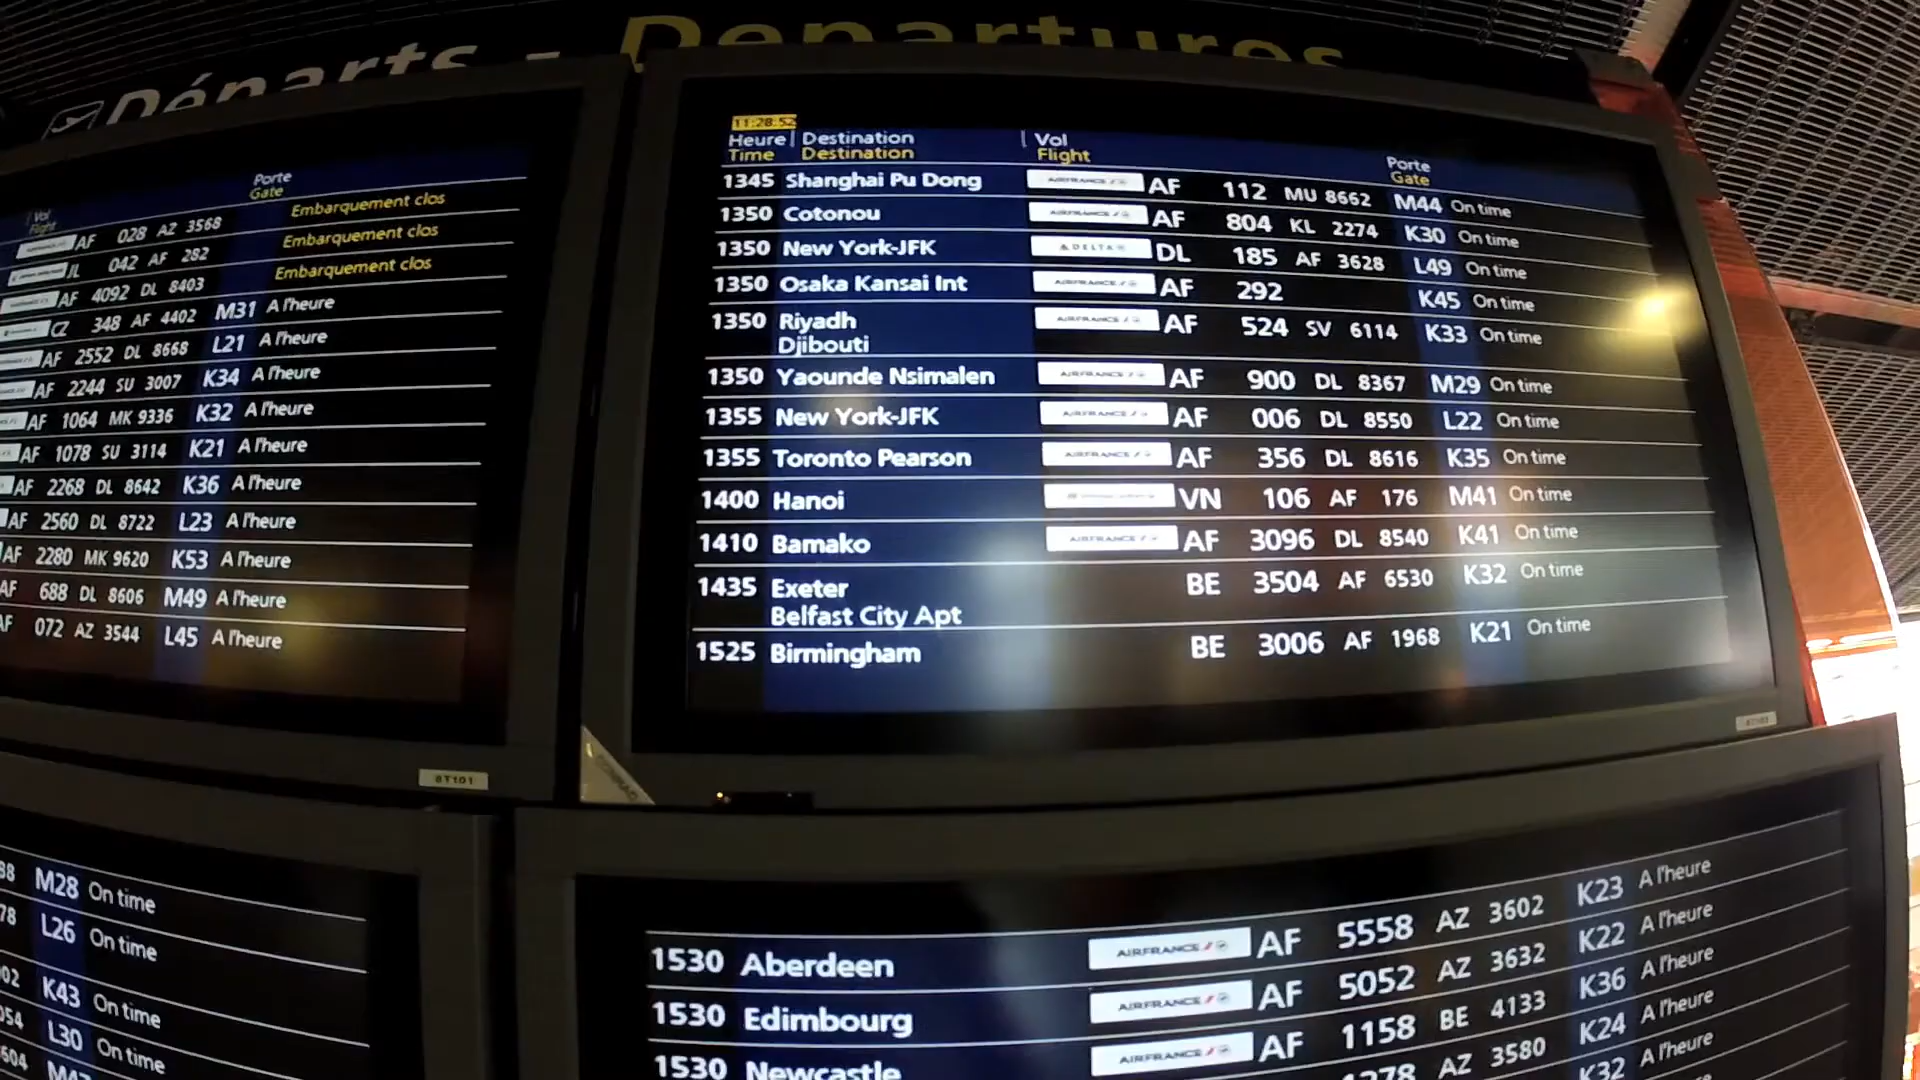 Départs - Departures
Vol
Flight
Porte
Gate
AF 028 AZ 3568 Embarquement clos
JL 042 AF 282 Embarquement clos
AF 4092 DL 8403 Embarquement clos
CZ 348 AF 4402 M31 A l'heure
AF 2552 DL 8668 L21 A l'heure
AF 2244 SU 3007 K34 A l'heure
AF 1064 MK 9336 K32 A l'heure
AF 1078 SU 3114 K21 A l'heure
AF 2268 DL 8642 K36 A l'heure
AF 2560 DL 8722 L23 A l'heure
AF 2280 MK 9620 K53 A l'heure
AF 688 DL 8606 M49 A l'heure
AF 072 AZ 3544 L45 A l'heure
8T101
11:28:52
Heure Destination Vol Porte
Time Destination Flight Gate
1345 Shanghai Pu Dong AIRFRANCE AF 112 MU 8662 M44 On time
1350 Cotonou AIRFRANCE AF 804 KL 2274 K30 On time
1350 New York-JFK DELTA DL 185 AF 3628 L49 On time
1350 Osaka Kansai Int AIRFRANCE AF 292 K45 On time
1350 Riyadh AIRFRANCE AF 524 SV 6114 K33 On time
Djibouti
1350 Yaounde Nsimalen AIRFRANCE AF 900 DL 8367 M29 On time
1355 New York-JFK AIRFRANCE AF 006 DL 8550 L22 On time
1355 Toronto Pearson AIRFRANCE AF 356 DL 8616 K35 On time
1400 Hanoi VN 106 AF 176 M41 On time
1410 Bamako AIRFRANCE AF 3096 DL 8540 K41 On time
1435 Exeter BE 3504 AF 6530 K32 On time
Belfast City Apt
1525 Birmingham BE 3006 AF 1968 K21 On time
M28 On time
L26 On time
K43 On time
L30 On time
1530 Aberdeen AIRFRANCE AF 5558 AZ 3602 K23 A l'heure
1530 Edimbourg AIRFRANCE AF 5052 AZ 3632 K22 A l'heure
1530 Newcastle AIRFRANCE AF 1158 BE 4133 K36 A l'heure
AZ 3580 K24 A l'heure
K32 A l'heure